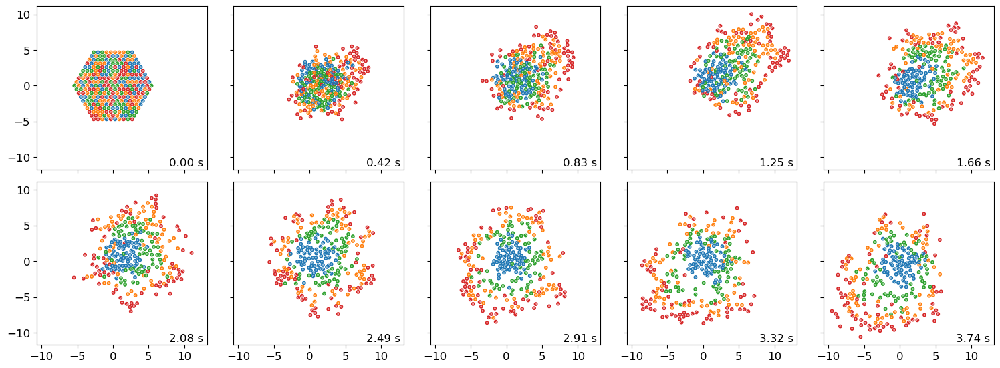 10
5
0
−5
−10
0.00 s
0.42 s
0.83 s
1.25 s
1.66 s
10
5
0
−5
−10
2.08 s
2.49 s
2.91 s
3.32 s
3.74 s
−10 −5 0 5 10
−10 −5 0 5 10
−10 −5 0 5 10
−10 −5 0 5 10
−10 −5 0 5 10